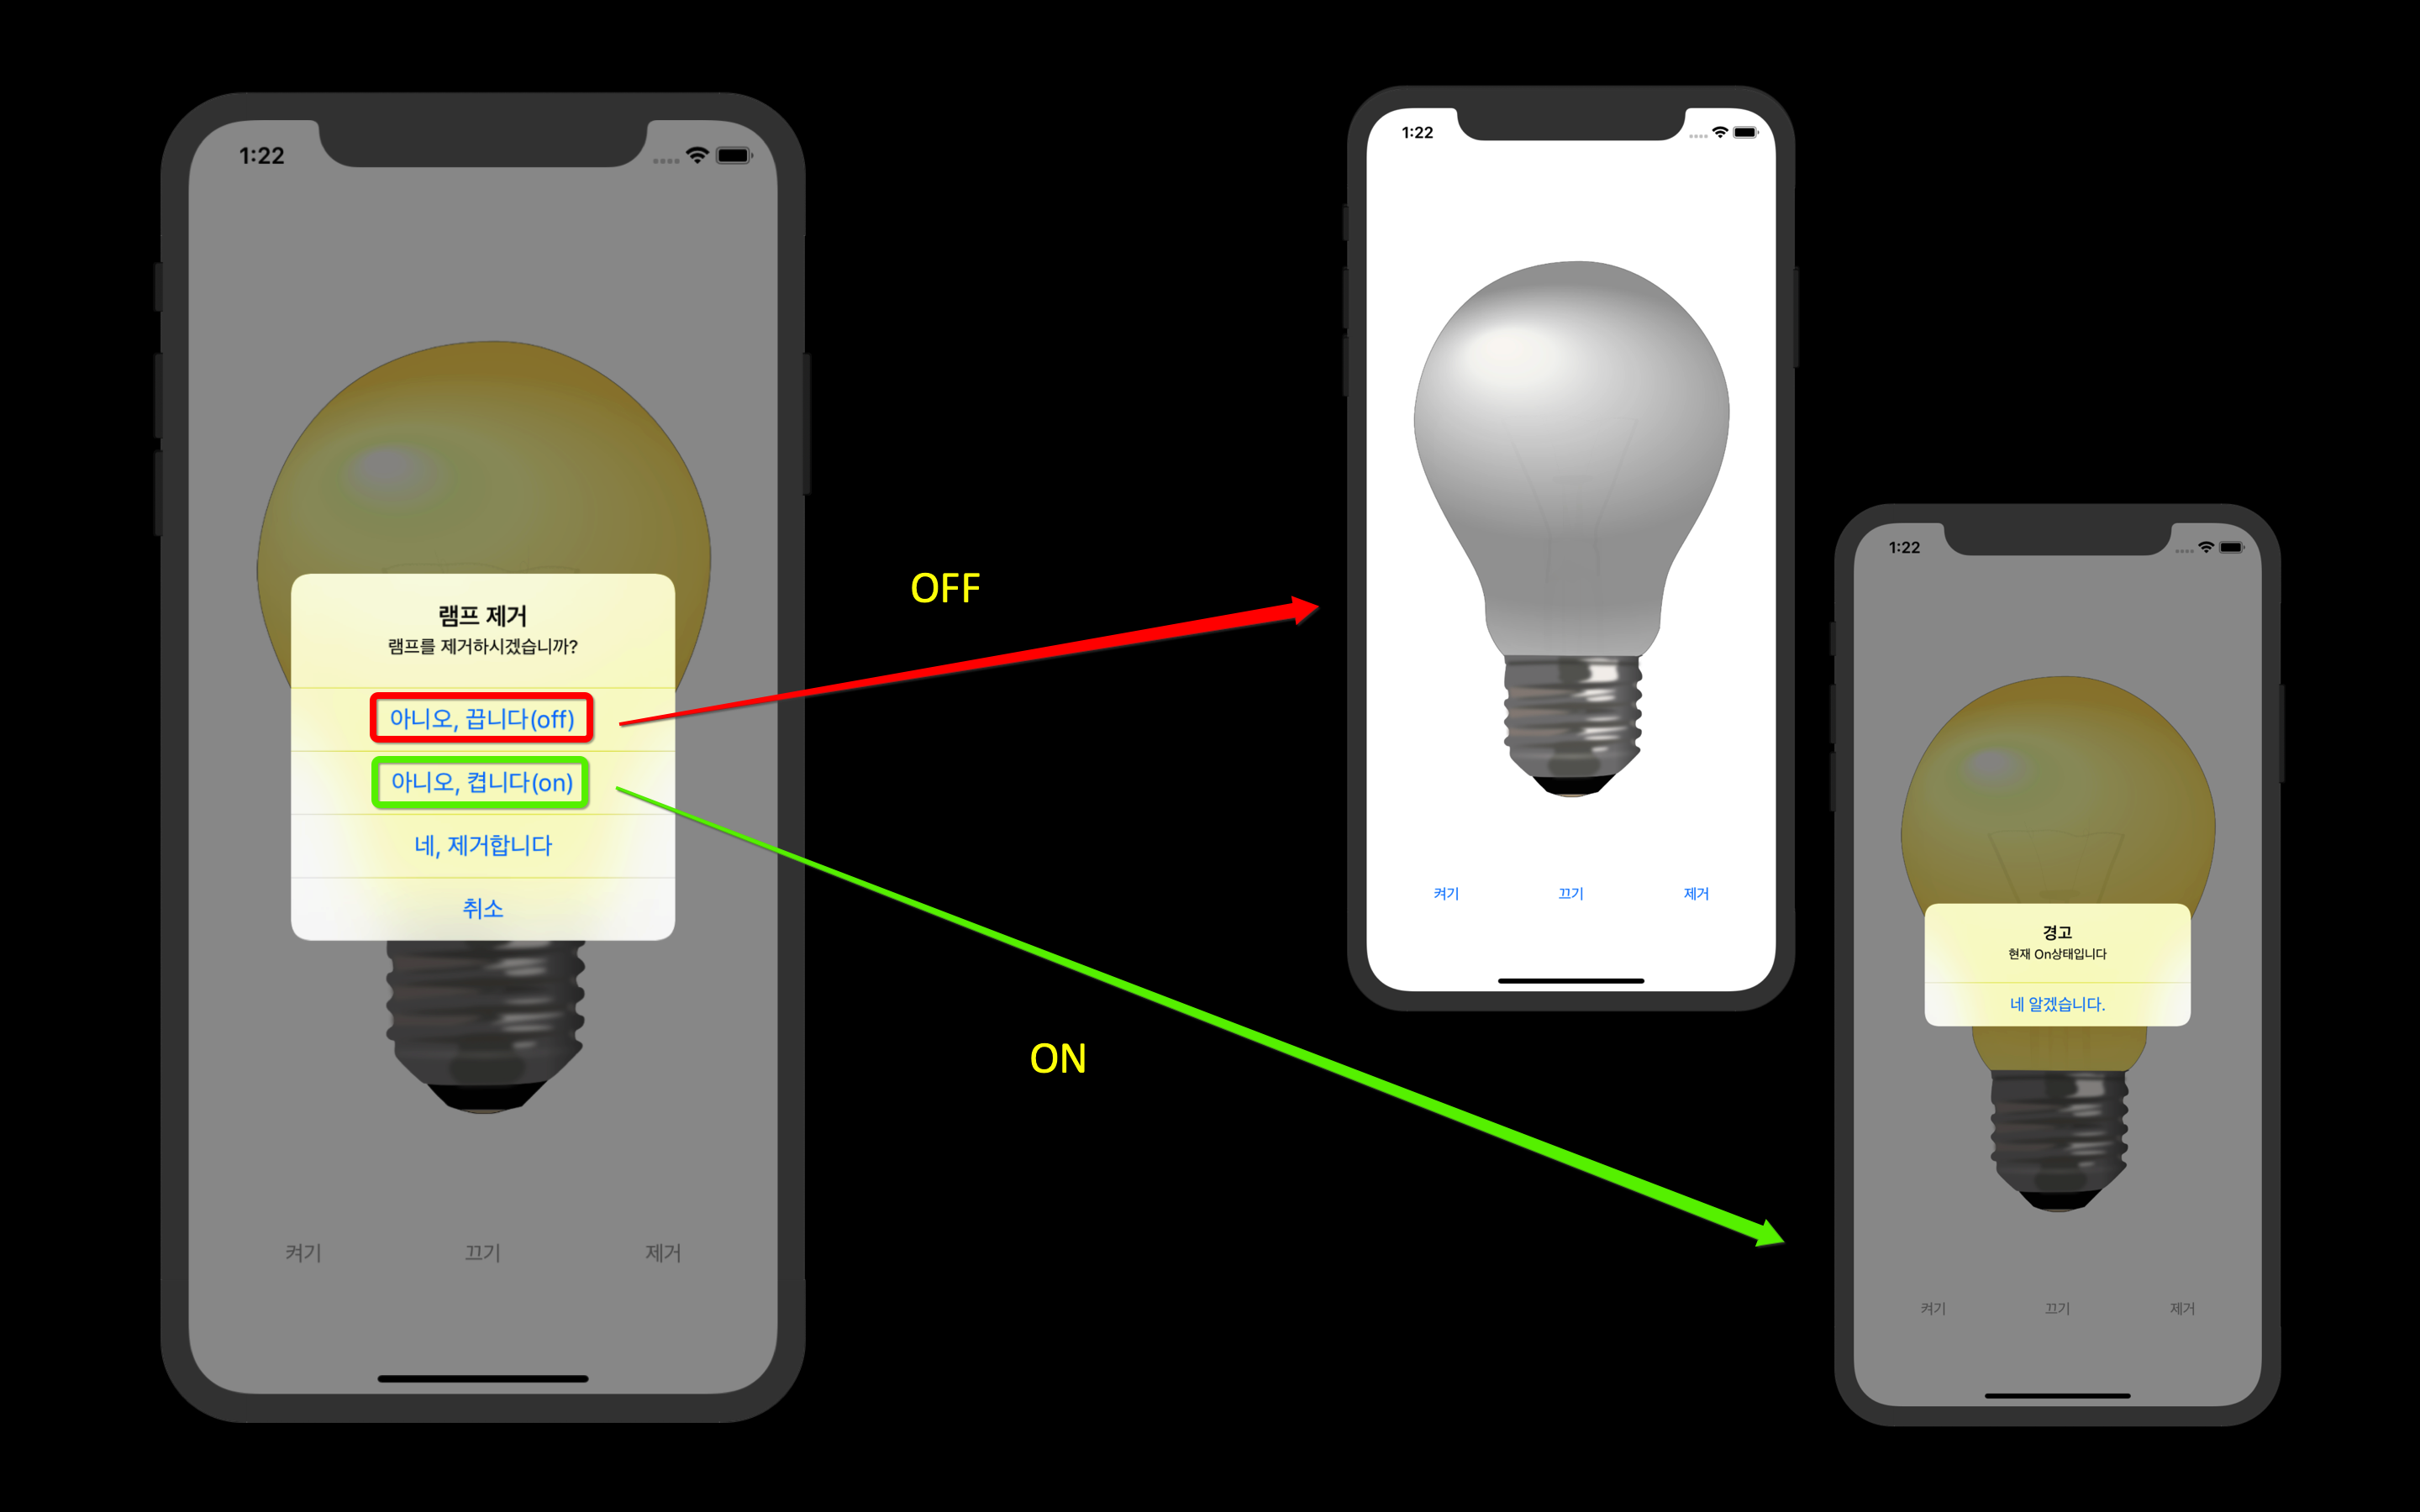 1:22
램프 제거
램프를 제거하시겠습니까?
아니오, 끕니다(off)
아니오, 켭니다(on)
네, 제거합니다
취소
켜기 끄기 제거
OFF
ON
1:22
켜기 끄기 제거
1:22
경고
현재 On상태입니다
네 알겠습니다.
켜기 끄기 제거